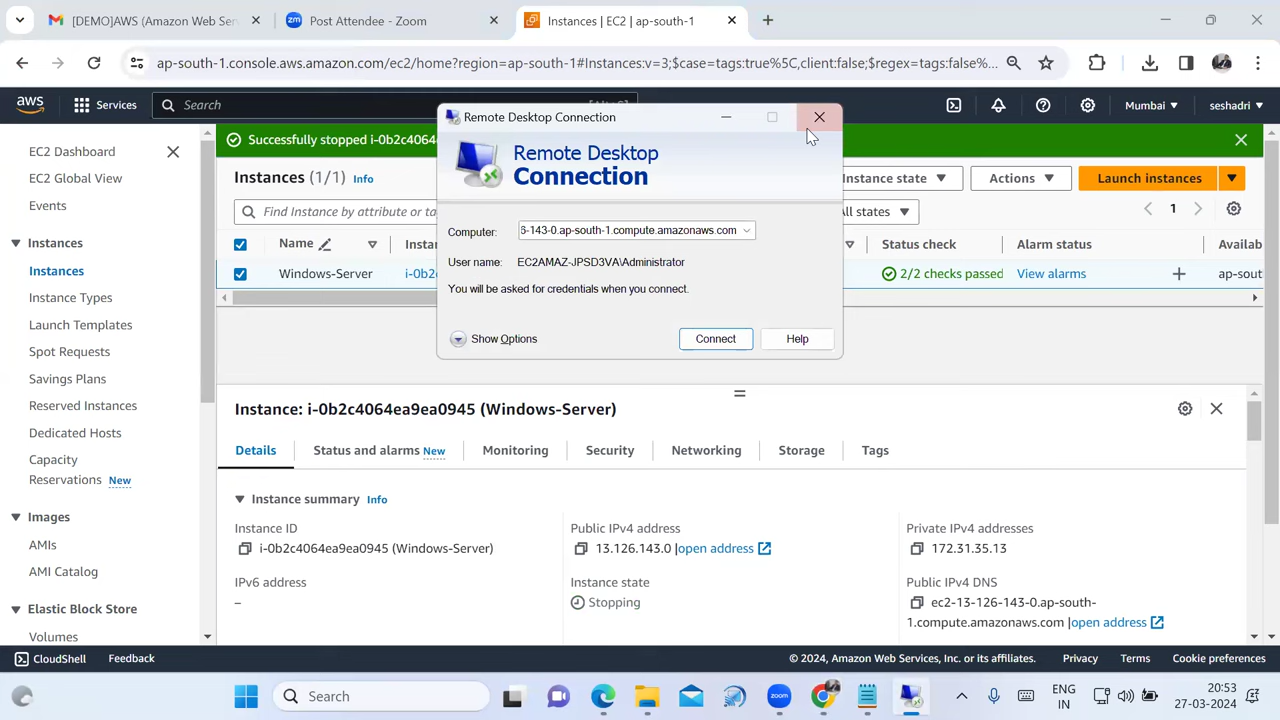 [DEMO]AWS (Amazon Web Ser
Post Attendee - Zoom
Instances | EC2 | ap-south-1
ap-south-1.console.aws.amazon.com/ec2/home?region=ap-south-1#Instances:v=3;$case=tags:true%5C,client:false;$regex=tags:false%...
aws
Services
Search
Mumbai
seshadri
Remote Desktop Connection
Remote Desktop
Connection
Computer:
6-143-0.ap-south-1.compute.amazonaws.com
User name:
EC2AMAZ-JPSD3VA\Administrator
You will be asked for credentials when you connect.
Show Options
Connect
Help
EC2 Dashboard
EC2 Global View
Events
Instances
Instances
Instance Types
Launch Templates
Spot Requests
Savings Plans
Reserved Instances
Dedicated Hosts
Capacity
Reservations New
Images
AMIs
AMI Catalog
Elastic Block Store
Volumes
Successfully stopped i-0b2c4064
Instances (1/1) Info
nstance state
Actions
Launch instances
Find Instance by attribute or ta
All states
1
Name
Instan
Status check
Alarm status
Availab
Windows-Server
i-0b2c
2/2 checks passed
View alarms
ap-sout
Instance: i-0b2c4064ea9ea0945 (Windows-Server)
Details
Status and alarms New
Monitoring
Security
Networking
Storage
Tags
Instance summary Info
Instance ID
i-0b2c4064ea9ea0945 (Windows-Server)
Public IPv4 address
13.126.143.0 |open address
Private IPv4 addresses
172.31.35.13
IPv6 address
–
Instance state
Stopping
Public IPv4 DNS
ec2-13-126-143-0.ap-south-
1.compute.amazonaws.com |open address
CloudShell
Feedback
© 2024, Amazon Web Services, Inc. or its affiliates.
Privacy
Terms
Cookie preferences
Search
ENG
IN
20:53
27-03-2024